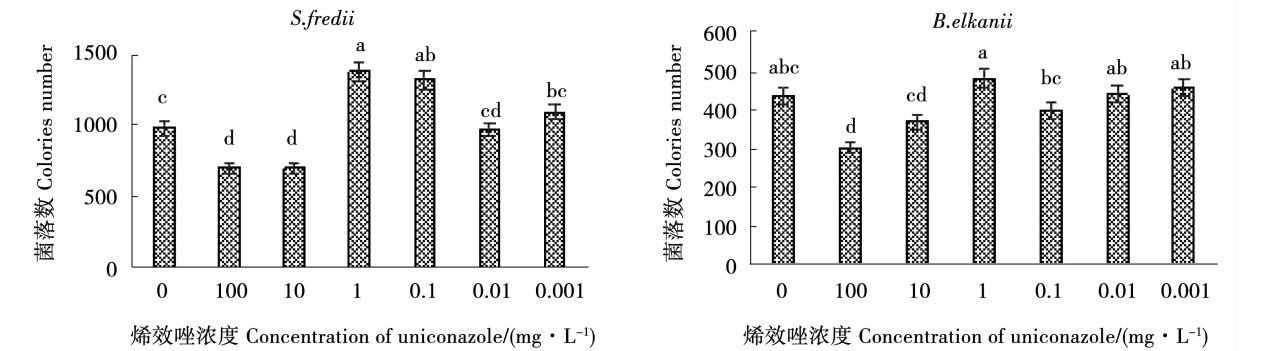 S.fredii
菌落数 Colories number
1500
1000
500
0
c
d
d
a
ab
cd
bc
0 100 10 1 0.1 0.01 0.001
烯效唑浓度 Concentration of uniconazole/(mg·L⁻¹)
B.elkanii
菌落数 Colories number
600
500
400
300
200
100
0
abc
d
cd
a
bc
ab
ab
0 100 10 1 0.1 0.01 0.001
烯效唑浓度 Concentration of uniconazole/(mg·L⁻¹)